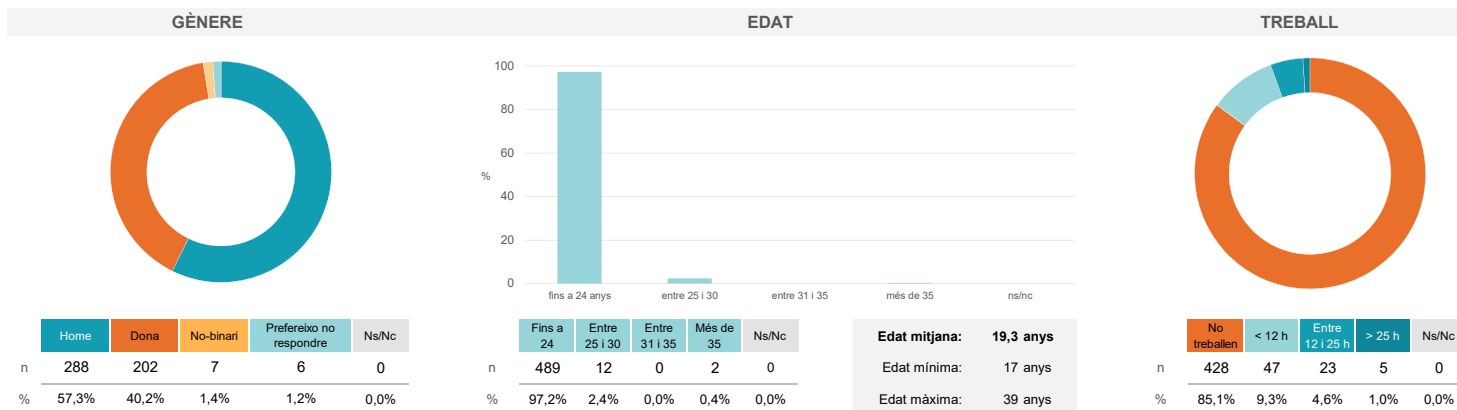 GÈNERE
EDAT
TREBALL
100
80
60
%
40
20
0
fins a 24 anys entre 25 i 30 entre 31 i 35 més de 35 ns/nc
Home Dona No-binari Prefereixo no respondre Ns/Nc
n 288 202 7 6 0
% 57,3% 40,2% 1,4% 1,2% 0,0%
Fins a 24 Entre 25 i 30 Entre 31 i 35 Més de 35 Ns/Nc
n 489 12 0 2 0
% 97,2% 2,4% 0,0% 0,4% 0,0%
Edat mitjana: 19,3 anys
Edat mínima: 17 anys
Edat màxima: 39 anys
No treballen < 12 h Entre 12 i 25 h > 25 h Ns/Nc
n 428 47 23 5 0
% 85,1% 9,3% 4,6% 1,0% 0,0%